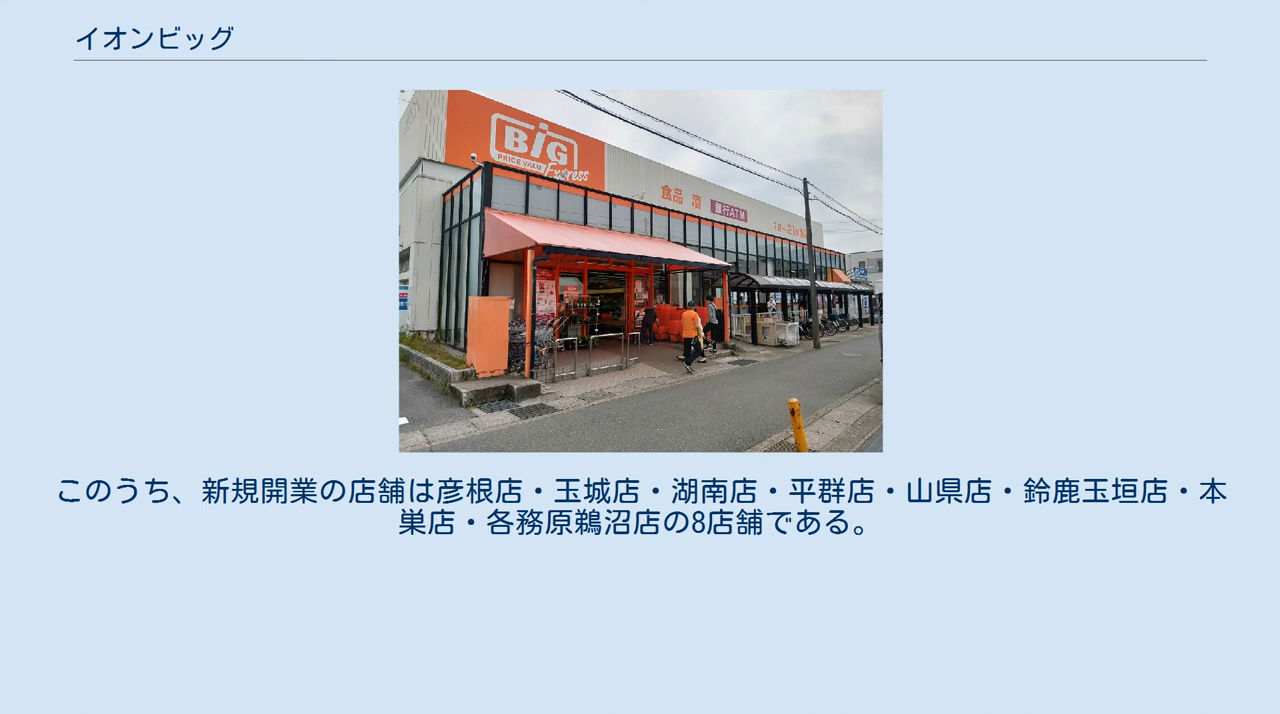 イオンビッグ
BiG
PRICE VALUE
Express
食品 酒
銀行ATM
このうち、新規開業の店舗は彦根店・玉城店・湖南店・平群店・山県店・鈴鹿玉垣店・本
巣店・各務原鵜沼店の8店舗である。